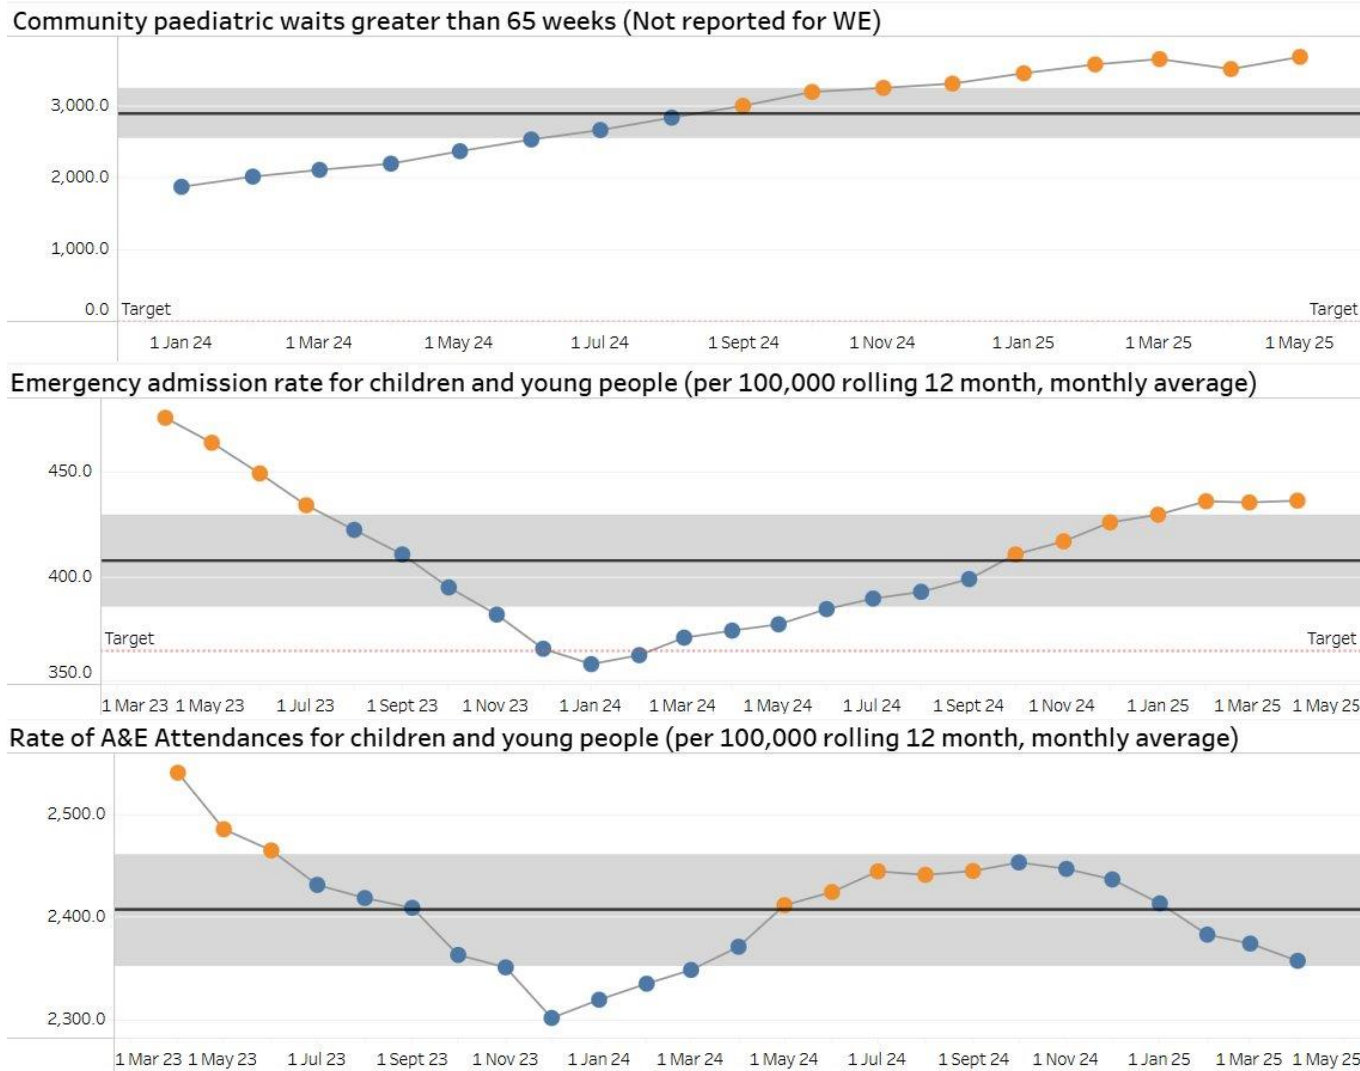 Community paediatric waits greater than 65 weeks (Not reported for WE)
3,000.0
2,000.0
1,000.0
0.0 Target Target
1 Jan 24 1 Mar 24 1 May 24 1 Jul 24 1 Sept 24 1 Nov 24 1 Jan 25 1 Mar 25 1 May 25
Emergency admission rate for children and young people (per 100,000 rolling 12 month, monthly average)
450.0
400.0
Target Target
350.0
1 Mar 23 1 May 23 1 Jul 23 1 Sept 23 1 Nov 23 1 Jan 24 1 Mar 24 1 May 24 1 Jul 24 1 Sept 24 1 Nov 24 1 Jan 25 1 Mar 25 1 May 25
Rate of A&E Attendances for children and young people (per 100,000 rolling 12 month, monthly average)
2,500.0
2,400.0
2,300.0
1 Mar 23 1 May 23 1 Jul 23 1 Sept 23 1 Nov 23 1 Jan 24 1 Mar 24 1 May 24 1 Jul 24 1 Sept 24 1 Nov 24 1 Jan 25 1 Mar 25 1 May 25